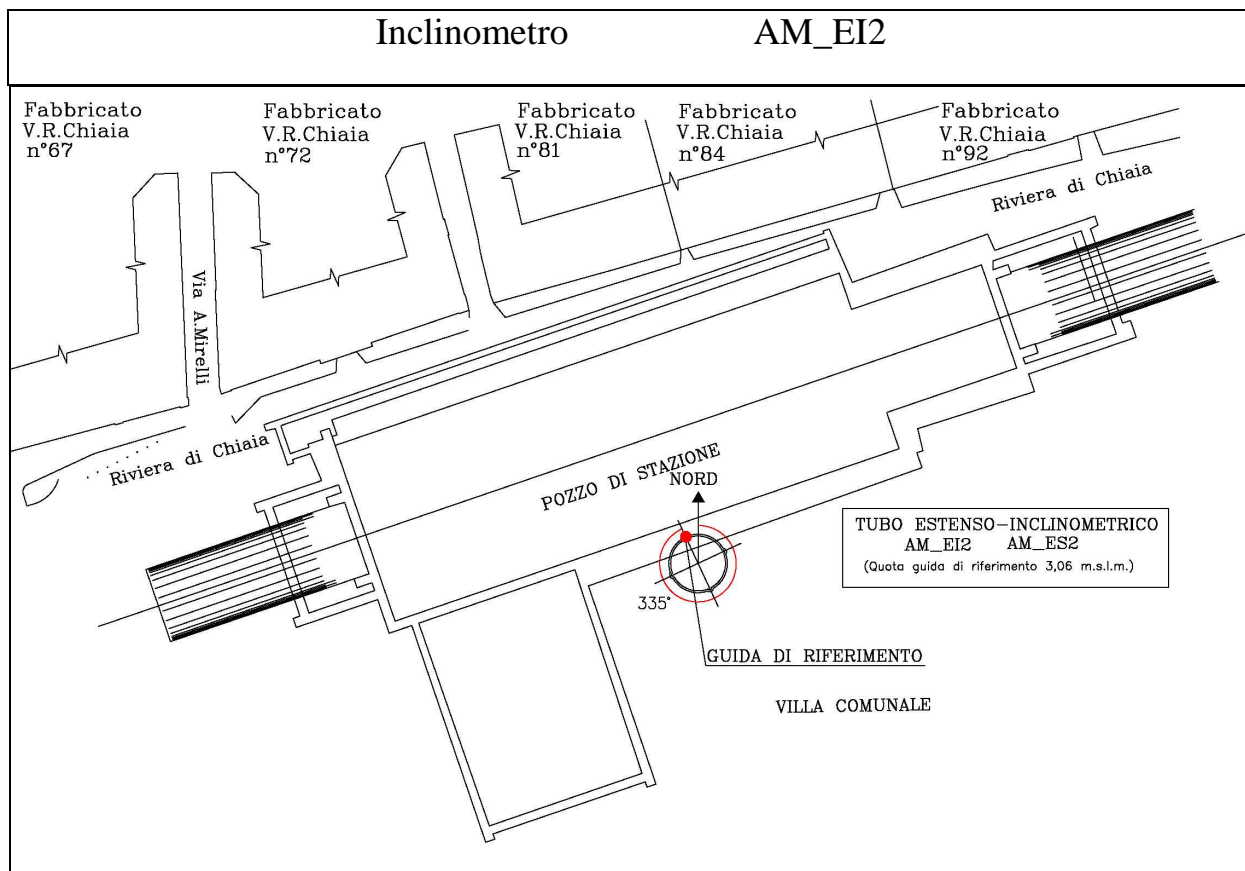 Inclinometro AM_EI2
Fabbricato
V.R.Chiaia
n°67
Fabbricato
V.R.Chiaia
n°72
Fabbricato
V.R.Chiaia
n°81
Fabbricato
V.R.Chiaia
n°84
Fabbricato
V.R.Chiaia
n°92
Riviera di Chiaia
Via A.Mirelli
Riviera di Chiaia
POZZO DI STAZIONE
NORD
TUBO ESTENSO-INCLINOMETRICO
AM_EI2 AM_ES2
(Quota guida di riferimento 3,06 m.s.l.m.)
335°
GUIDA DI RIFERIMENTO
VILLA COMUNALE